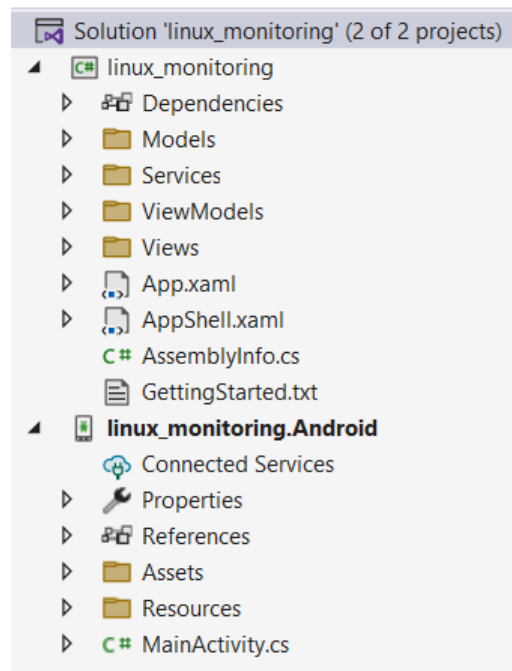 Solution 'linux_monitoring' (2 of 2 projects)
C# linux_monitoring
Dependencies
Models
Services
ViewModels
Views
App.xaml
AppShell.xaml
C# AssemblyInfo.cs
GettingStarted.txt
linux_monitoring.Android
Connected Services
Properties
References
Assets
Resources
C# MainActivity.cs